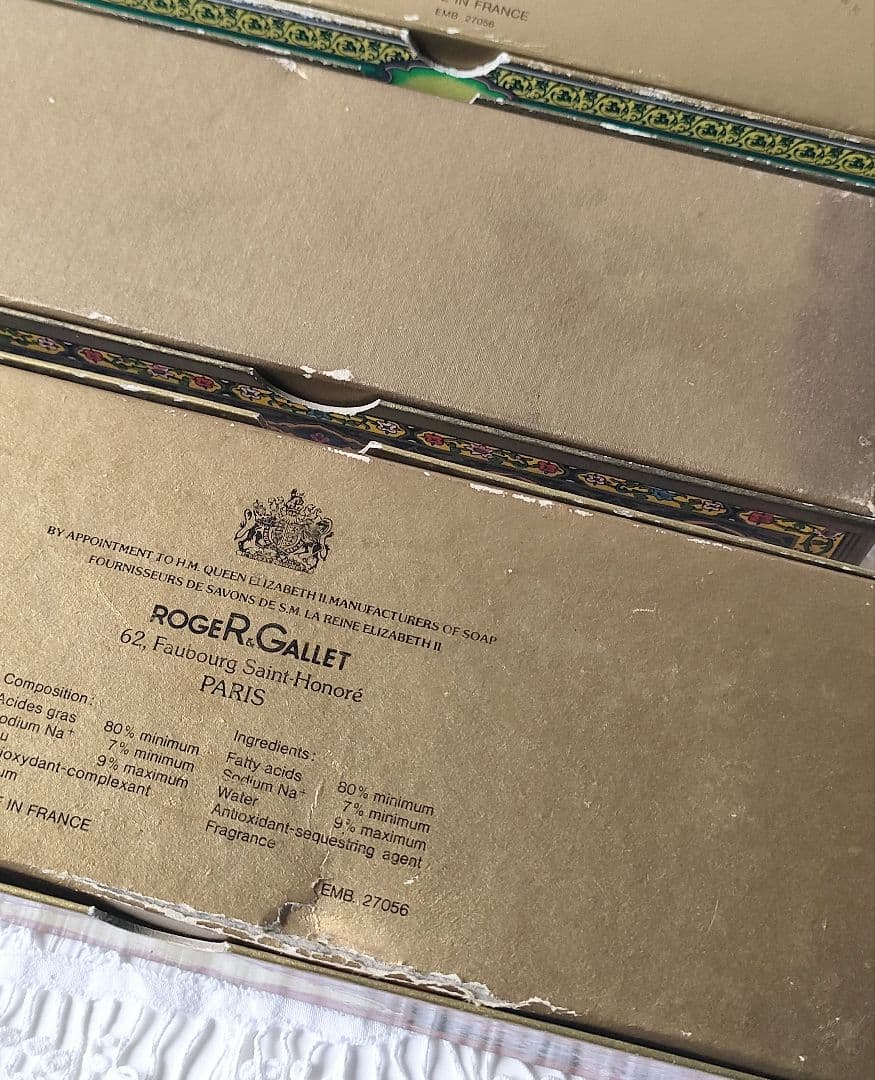 IN FRANCE
EMB. 27056
BY APPOINTMENT TO H.M. QUEEN ELIZABETH II, MANUFACTURERS OF SOAP
FOURNISSEURS DE SAVONS DE S.M. LA REINE ELIZABETH II
ROGER & GALLET
62, Faubourg Saint-Honoré
PARIS
Composition:
Acides gras 80% minimum
odium Na+ 7% minimum
u 9% maximum
ioxydant-complexant
um
IN FRANCE
Ingredients:
Fatty acids 80% minimum
Sodium Na+ 7% minimum
Water 9% maximum
Antioxidant-sequestring agent
Fragrance
EMB. 27056